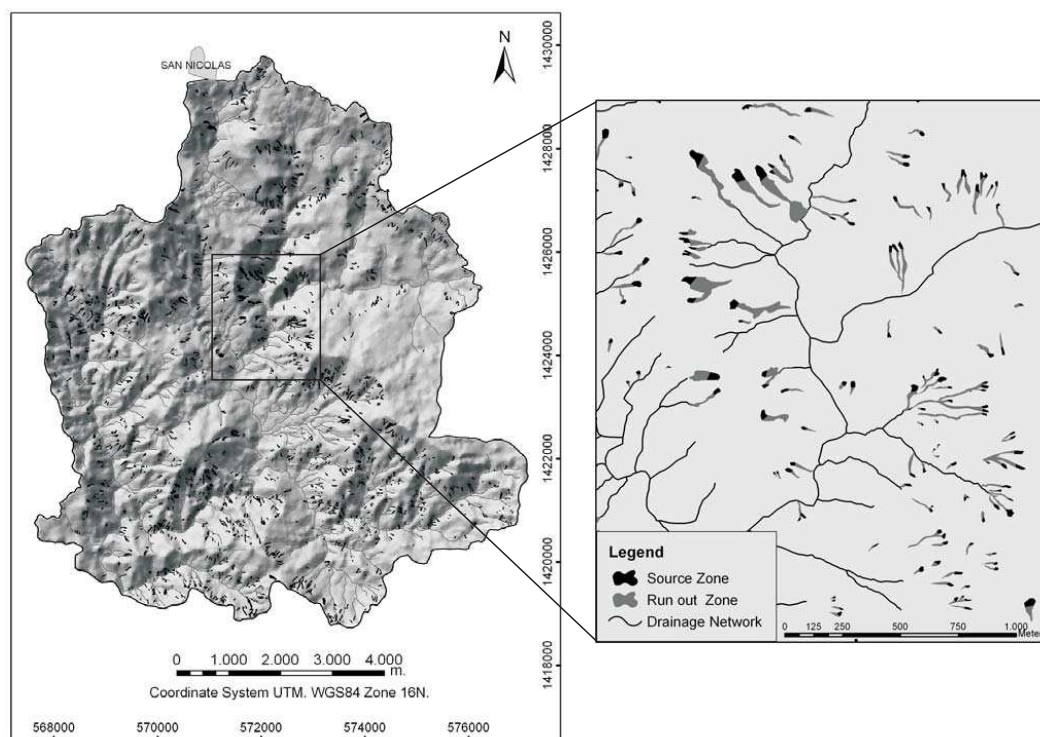 SAN NICOLAS
N
1430000
1428000
1426000
1424000
1422000
1420000
1418000
0 1.000 2.000 3.000 4.000
m.
Coordinate System UTM. WGS84 Zone 16N.
568000 570000 572000 574000 576000
Legend
Source Zone
Run out Zone
Drainage Network
0 125 250 500 750 1.000
Mete